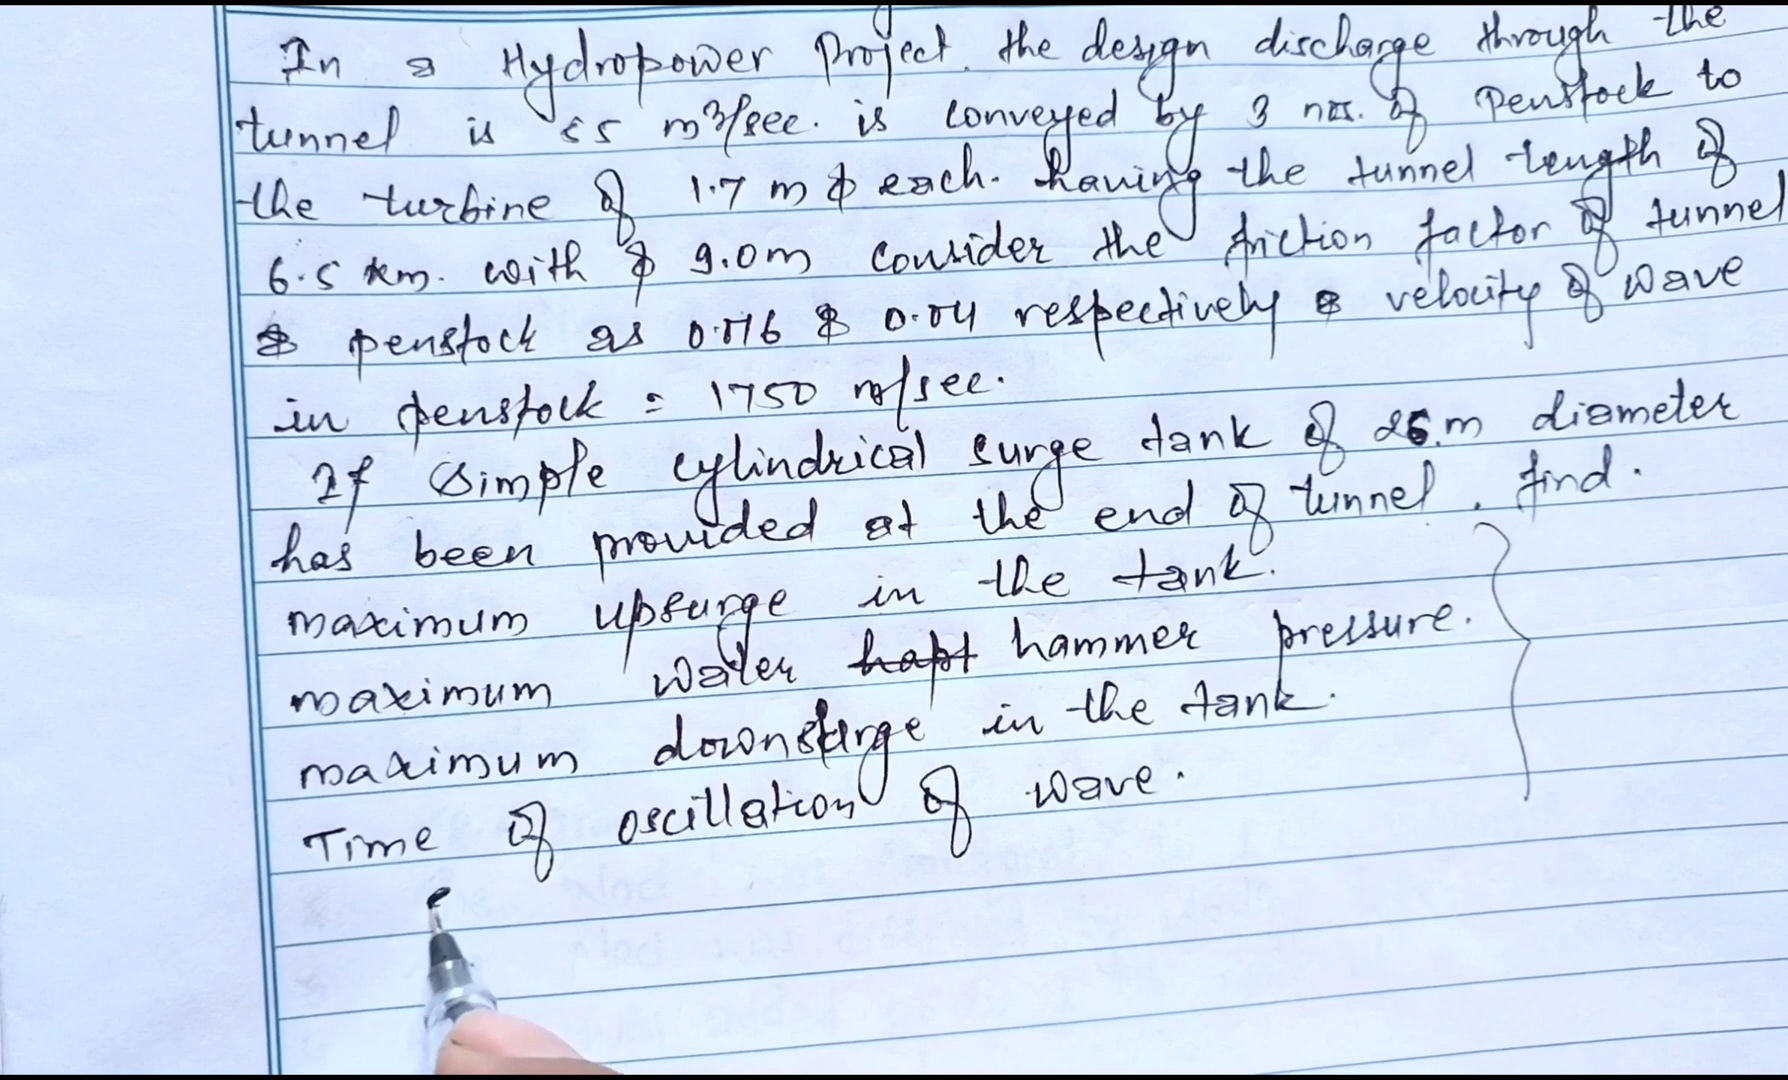 In a Hydropower Project, the design discharge through the
tunnel is 55 m³/sec. is conveyed by 3 nos. of Penstock to
the turbine of 1.7 m ϕ each. having the tunnel length of
6.5 km. with ϕ 9.0m consider the friction factor of tunnel
& penstock as 0.016 & 0.04 respectively & velocity of wave
in penstock = 1750 m/sec.
If simple cylindrical surge tank of m diameter
has been provided at the end of tunnel, find.
maximum upsurge in the tank.
maximum water hammer pressure.
maximum downsurge in the tank.
Time of oscillation of wave.